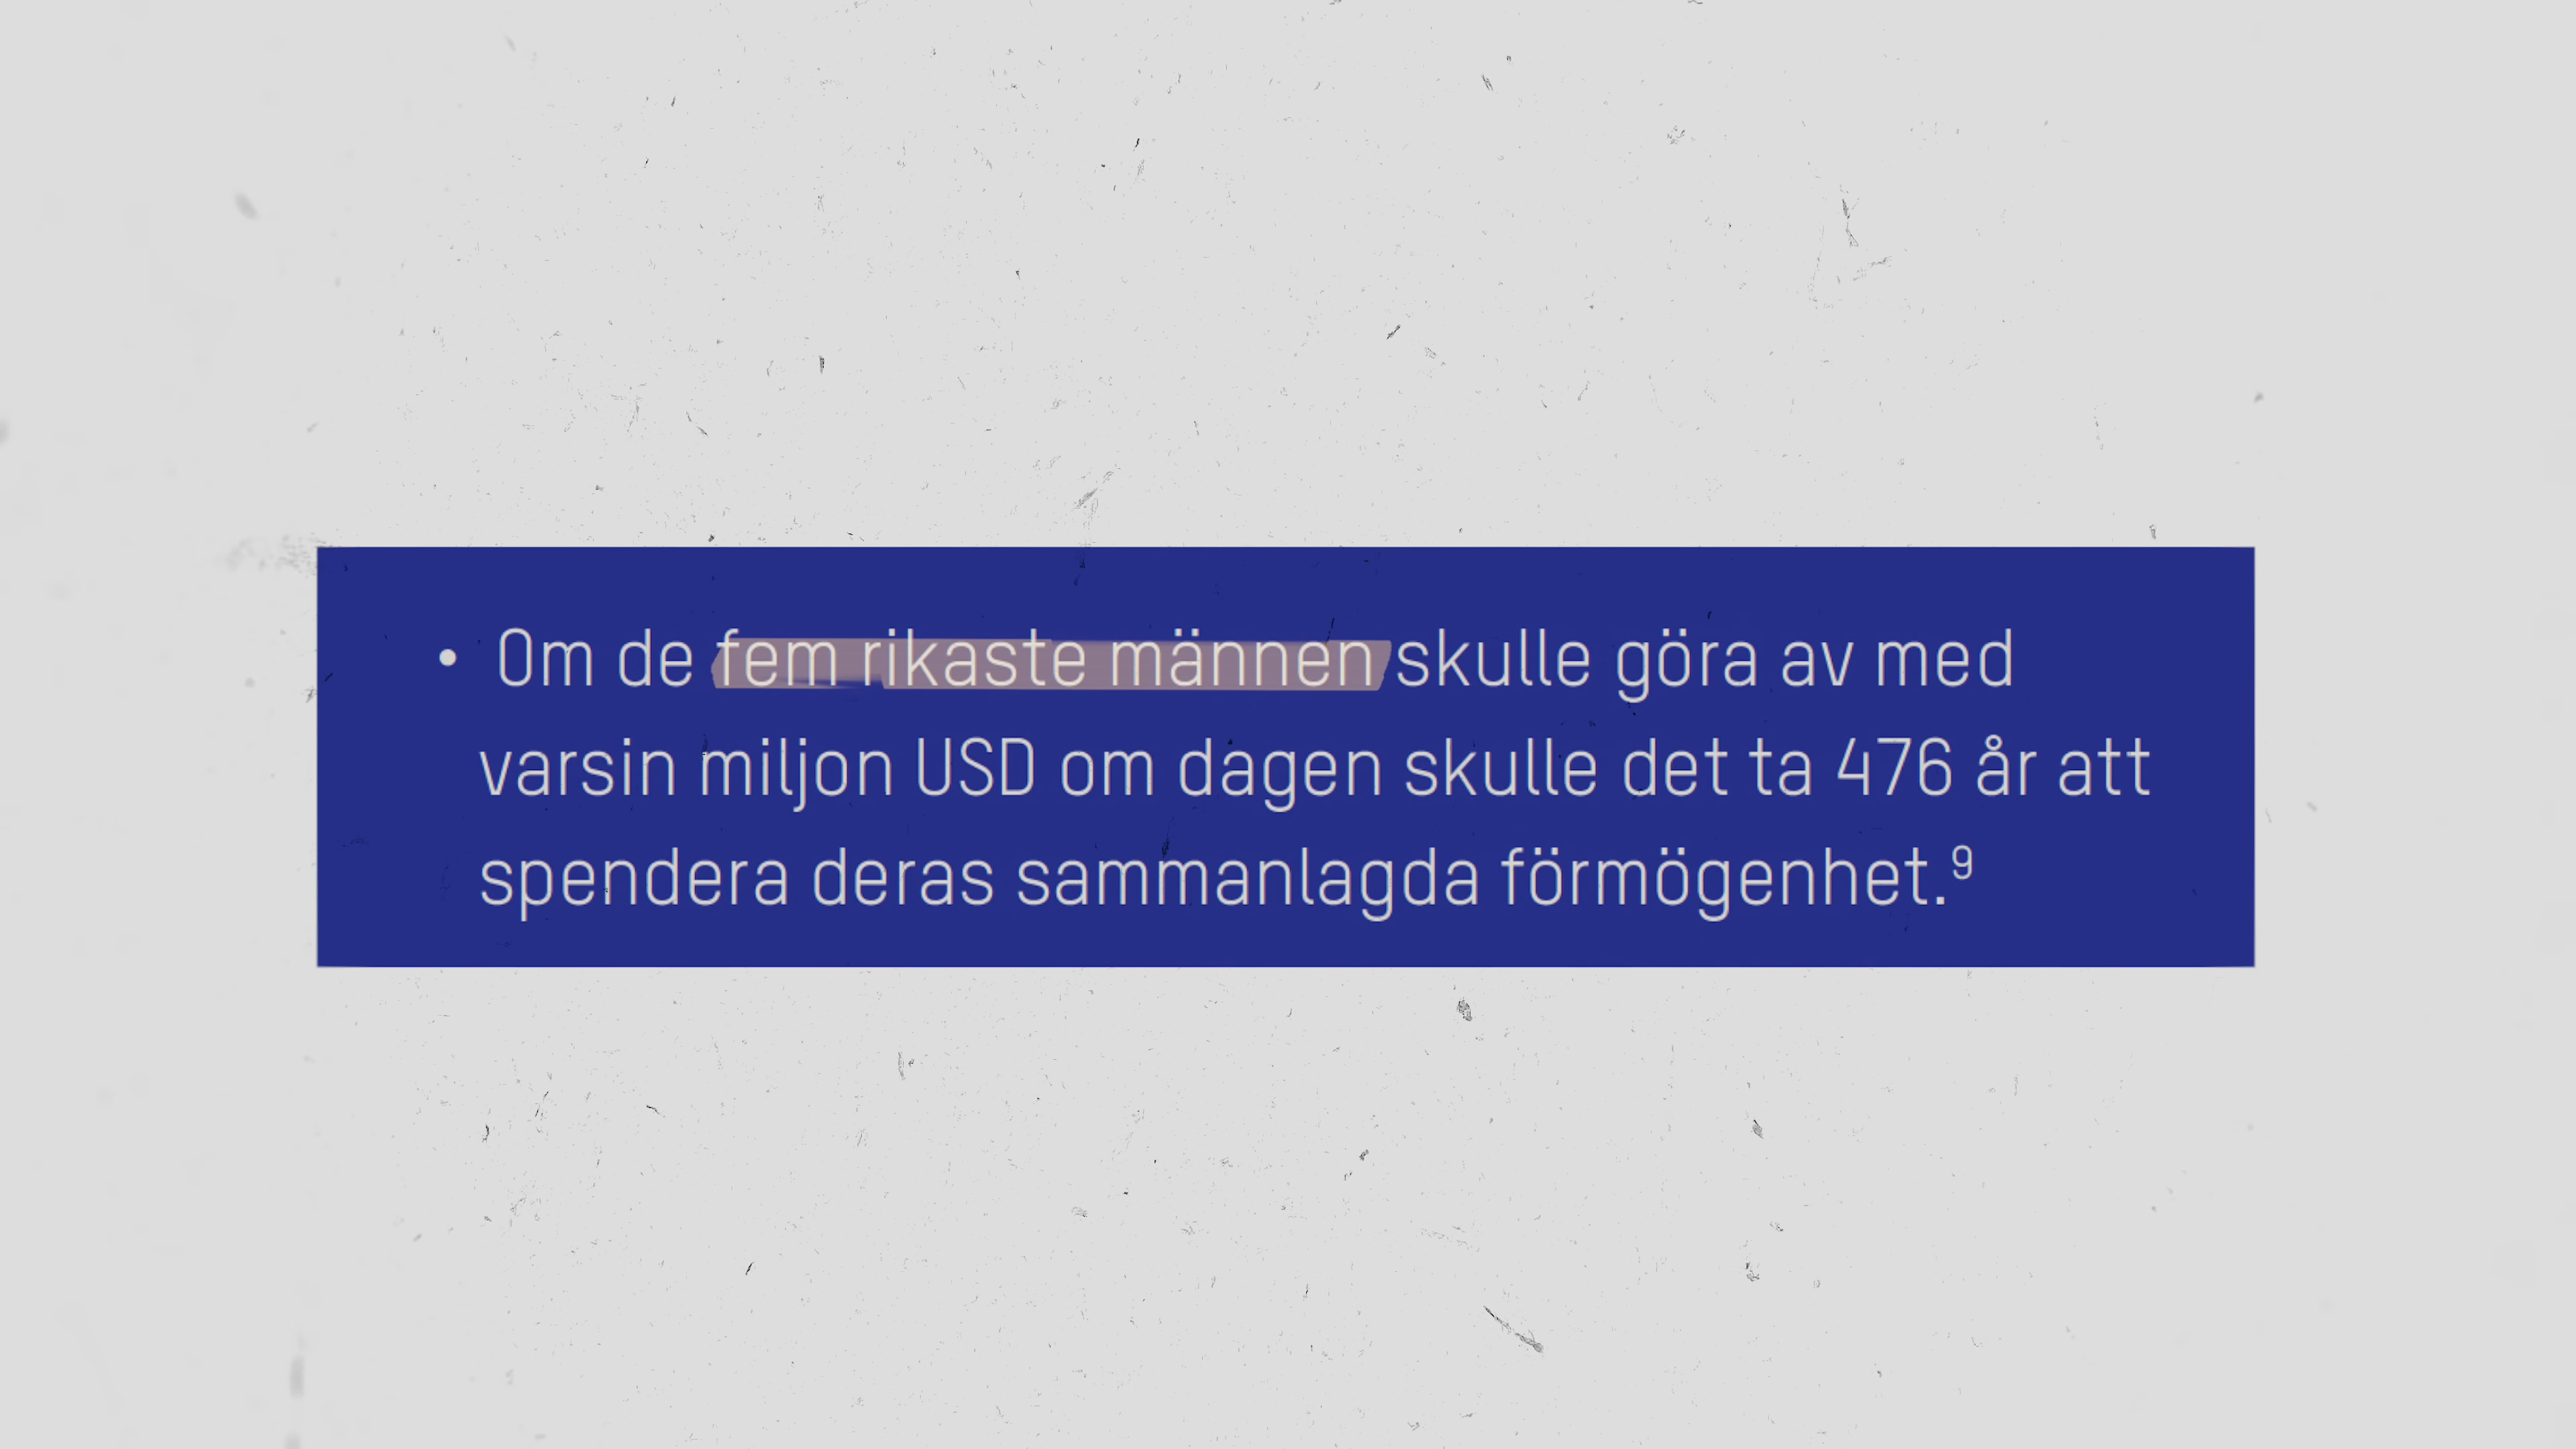 • Om de fem rikaste männen skulle göra av med
varsin miljon USD om dagen skulle det ta 476 år att
spendera deras sammanlagda förmögenhet.⁹